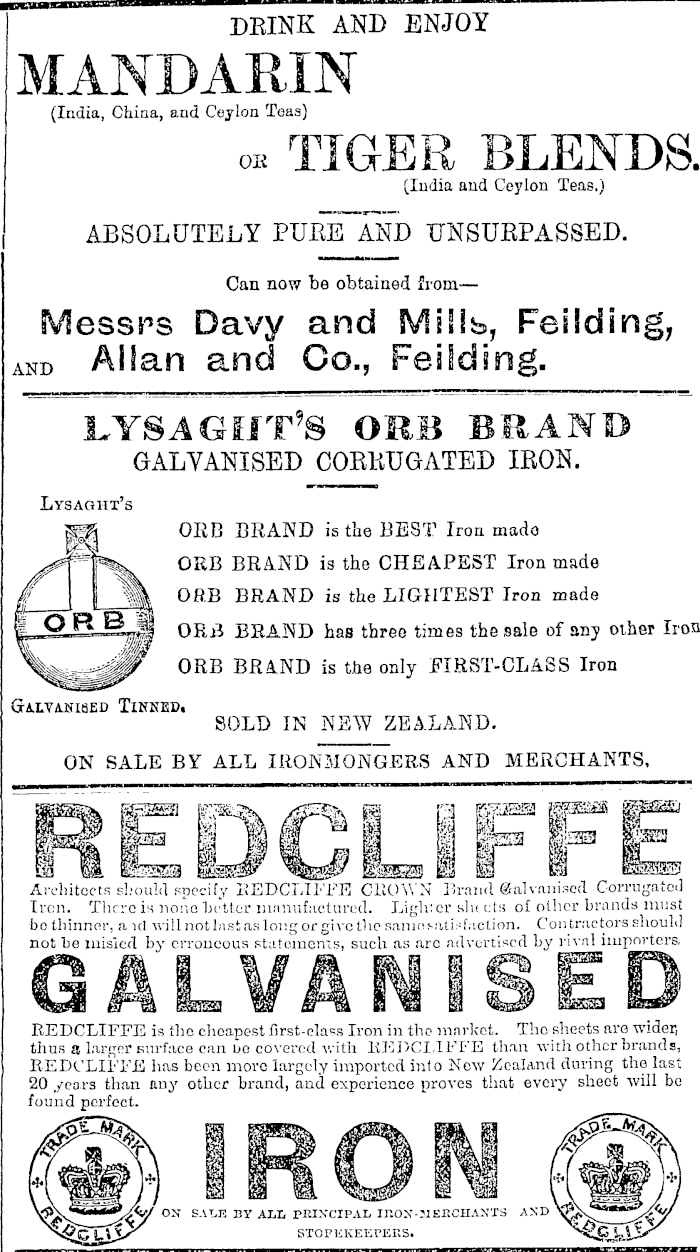 DRINK AND ENJOY
MANDARIN
(India, China, and Ceylon Teas)
OR TIGER BLENDS.
(India and Ceylon Teas.)
ABSOLUTELY PURE AND UNSURPASSED.
Can now be obtained from—
Messrs Davy and Mills, Feilding,
AND Allan and Co., Feilding.
LYSAGHT'S ORB BRAND
GALVANISED CORRUGATED IRON.
LYSAGHT'S
ORB
GALVANISED TINNED.
ORB BRAND is the BEST Iron made
ORB BRAND is the CHEAPEST Iron made
ORB BRAND is the LIGHTEST Iron made
ORB BRAND has three times the sale of any other Iron
ORB BRAND is the only FIRST-CLASS Iron
SOLD IN NEW ZEALAND.
ON SALE BY ALL IRONMONGERS AND MERCHANTS,
REDCLIFFE
Architects should specify REDCLIFFE CROWN Brand Galvanised Corrugated
Iron. There is none better manufactured. Lighter sheets of other brands must
be thinner, and will not last as long or give the same satisfaction. Contractors should
not be misled by erroneous statements, such as are advertised by rival importers.
GALVANISED
REDCLIFFE is the cheapest first-class Iron in the market. The sheets are wider,
thus a larger surface can be covered with REDCLIFFE than with other brands,
REDCLIFFE has been more largely imported into New Zealand during the last
20 years than any other brand, and experience proves that every sheet will be
found perfect.
TRADE MARK
REDCLIFFE
IRON
TRADE MARK
REDCLIFFE
ON SALE BY ALL PRINCIPAL IRON-MERCHANTS AND
STOREKEEPERS.